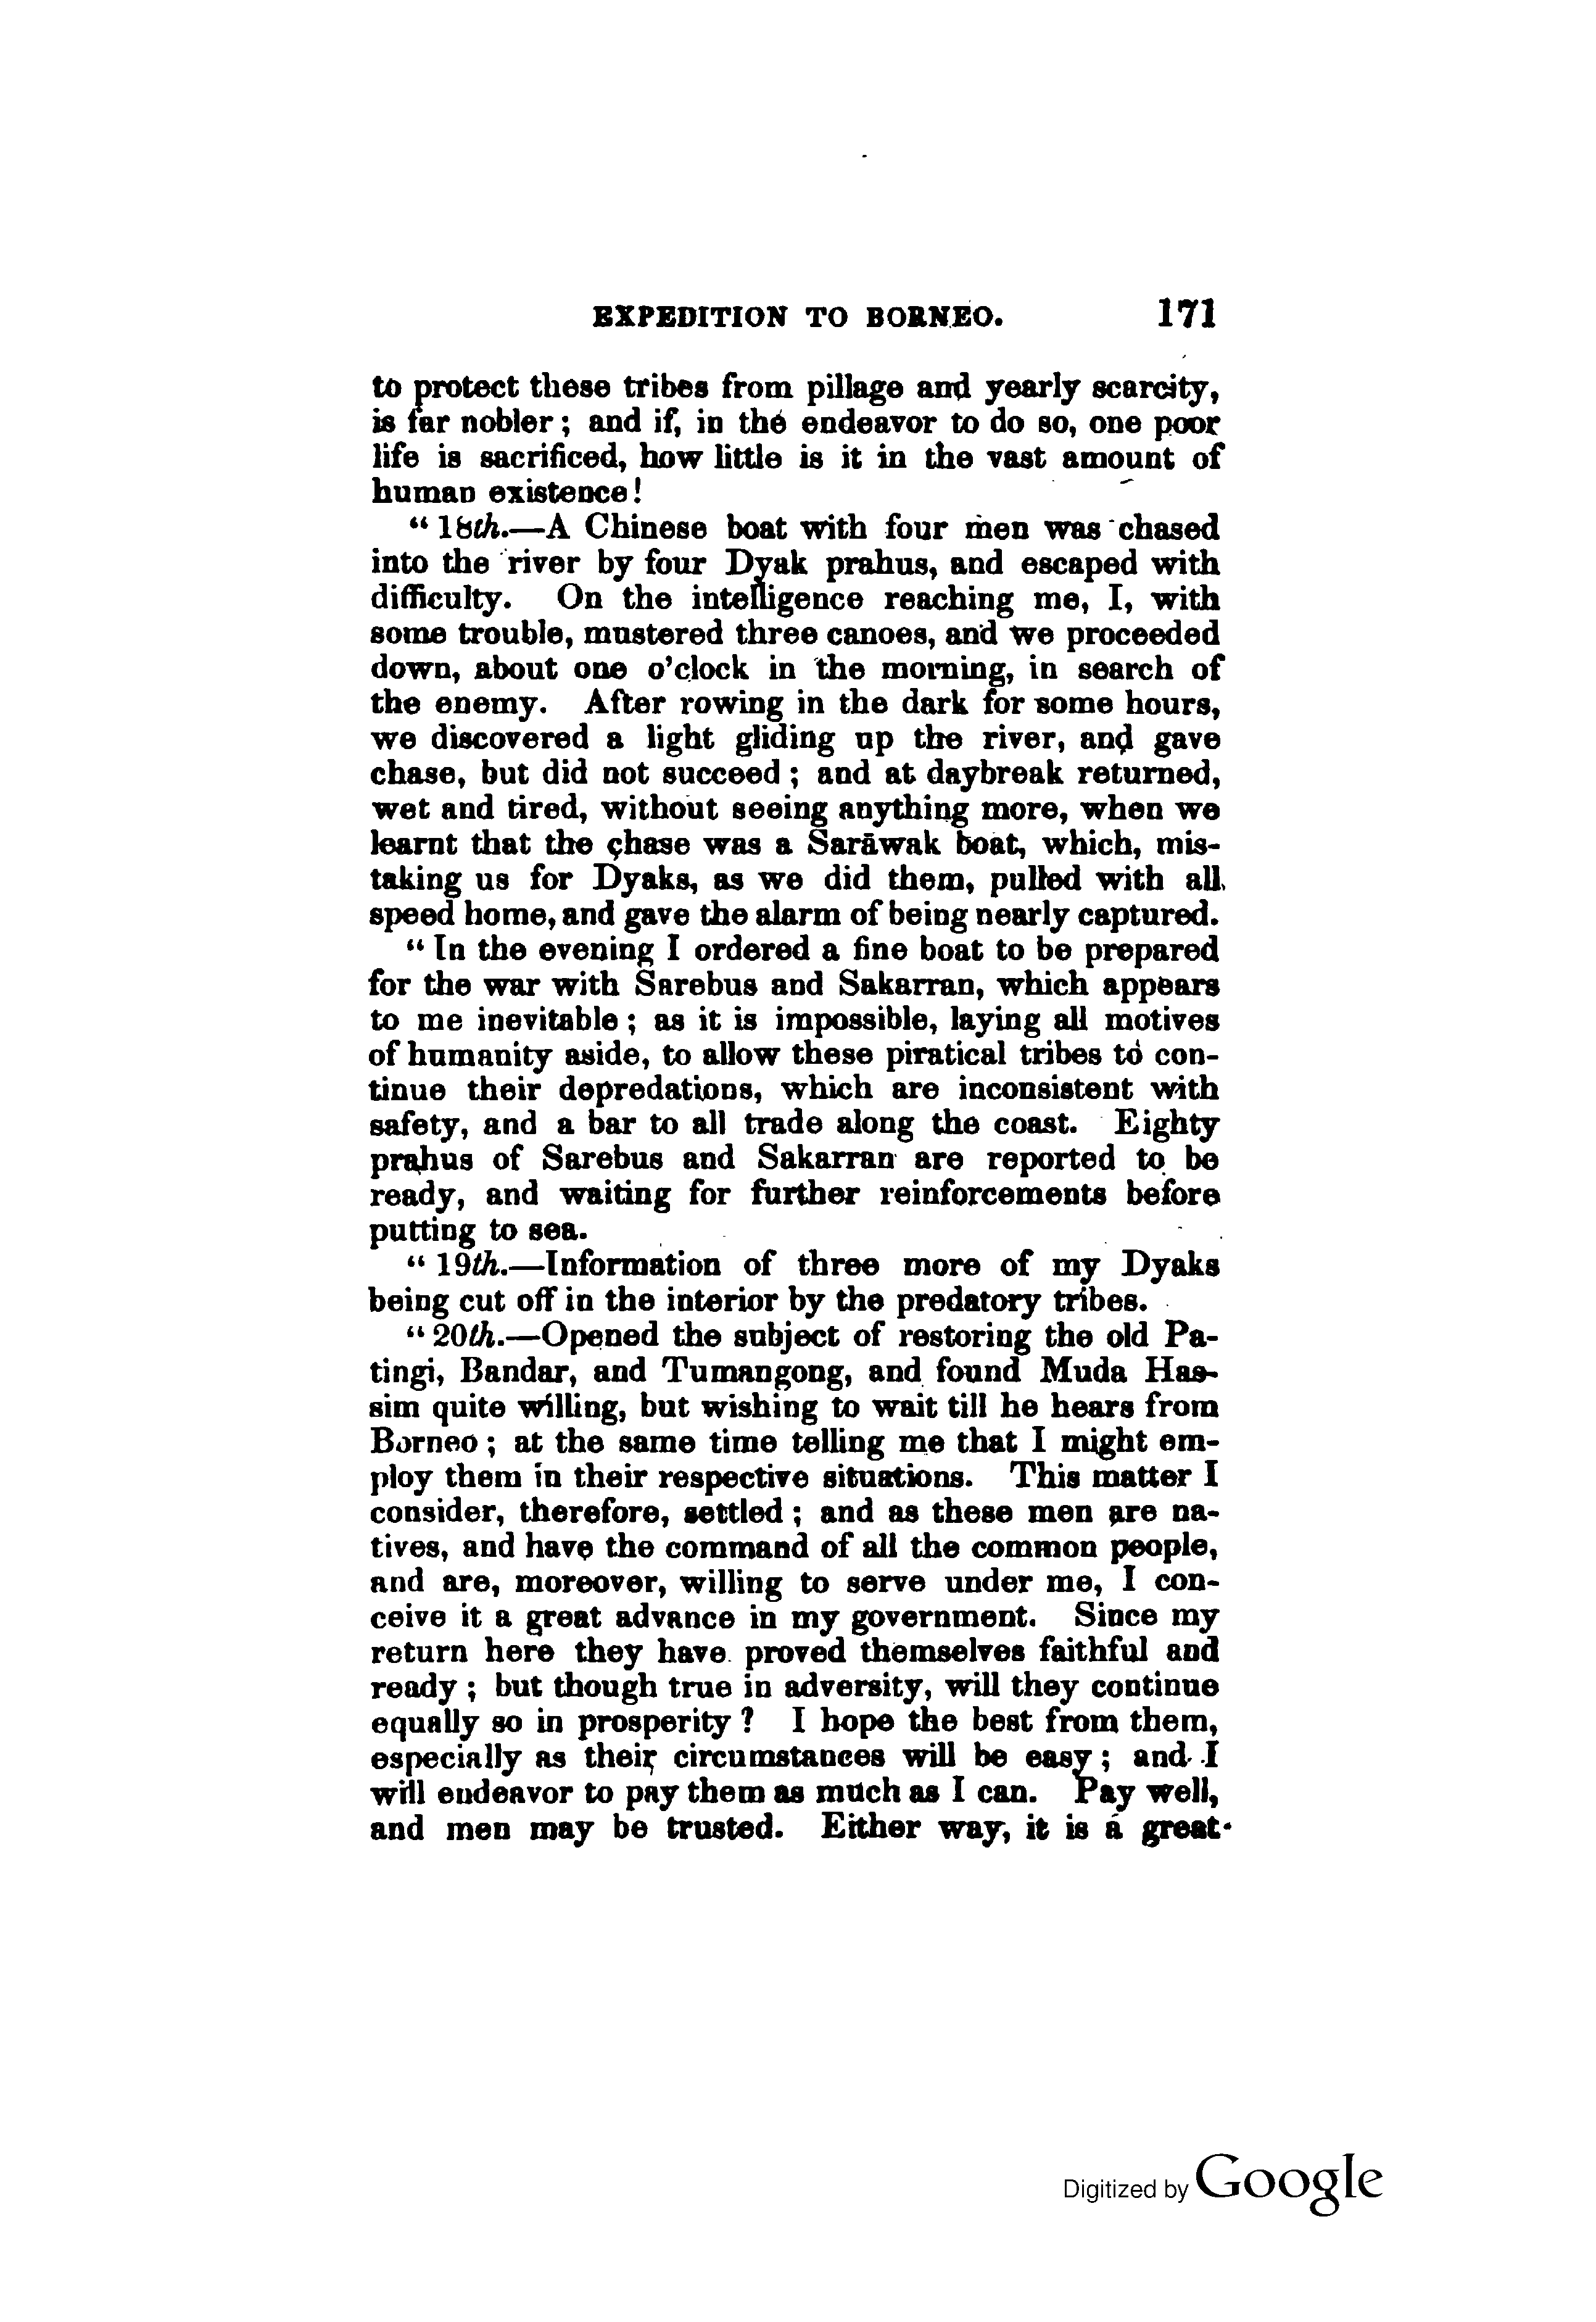 EXPEDITION TO BORNEO. 171
to protect these tribes from pillage and yearly scarcity,
is far nobler; and if, in the endeavor to do so, one poor
life is sacrificed, how little is it in the vast amount of
human existence!
“18th.—A Chinese boat with four men was chased
into the river by four Dyak prahus, and escaped with
difficulty. On the intelligence reaching me, I, with
some trouble, mustered three canoes, and we proceeded
down, about one o’clock in the morning, in search of
the enemy. After rowing in the dark for some hours,
we discovered a light gliding up the river, and gave
chase, but did not succeed; and at daybreak returned,
wet and tired, without seeing anything more, when we
learnt that the chase was a Sarāwak boat, which, mis-
taking us for Dyaks, as we did them, pulled with all
speed home, and gave the alarm of being nearly captured.
“In the evening I ordered a fine boat to be prepared
for the war with Sarebus and Sakarran, which appears
to me inevitable; as it is impossible, laying all motives
of humanity aside, to allow these piratical tribes to con-
tinue their depredations, which are inconsistent with
safety, and a bar to all trade along the coast. Eighty
prahus of Sarebus and Sakarran are reported to be
ready, and waiting for further reinforcements before
putting to sea.
“19th.—Information of three more of my Dyaks
being cut off in the interior by the predatory tribes.
“20th.—Opened the subject of restoring the old Pa-
tingi, Bandar, and Tumangong, and found Muda Has-
sim quite willing, but wishing to wait till he hears from
Borneo; at the same time telling me that I might em-
ploy them in their respective situations. This matter I
consider, therefore, settled; and as these men are na-
tives, and have the command of all the common people,
and are, moreover, willing to serve under me, I con-
ceive it a great advance in my government. Since my
return here they have proved themselves faithful and
ready; but though true in adversity, will they continue
equally so in prosperity? I hope the best from them,
especially as their circumstances will be easy; and I
will endeavor to pay them as much as I can. Pay well,
and men may be trusted. Either way, it is a great
Digitized by Google